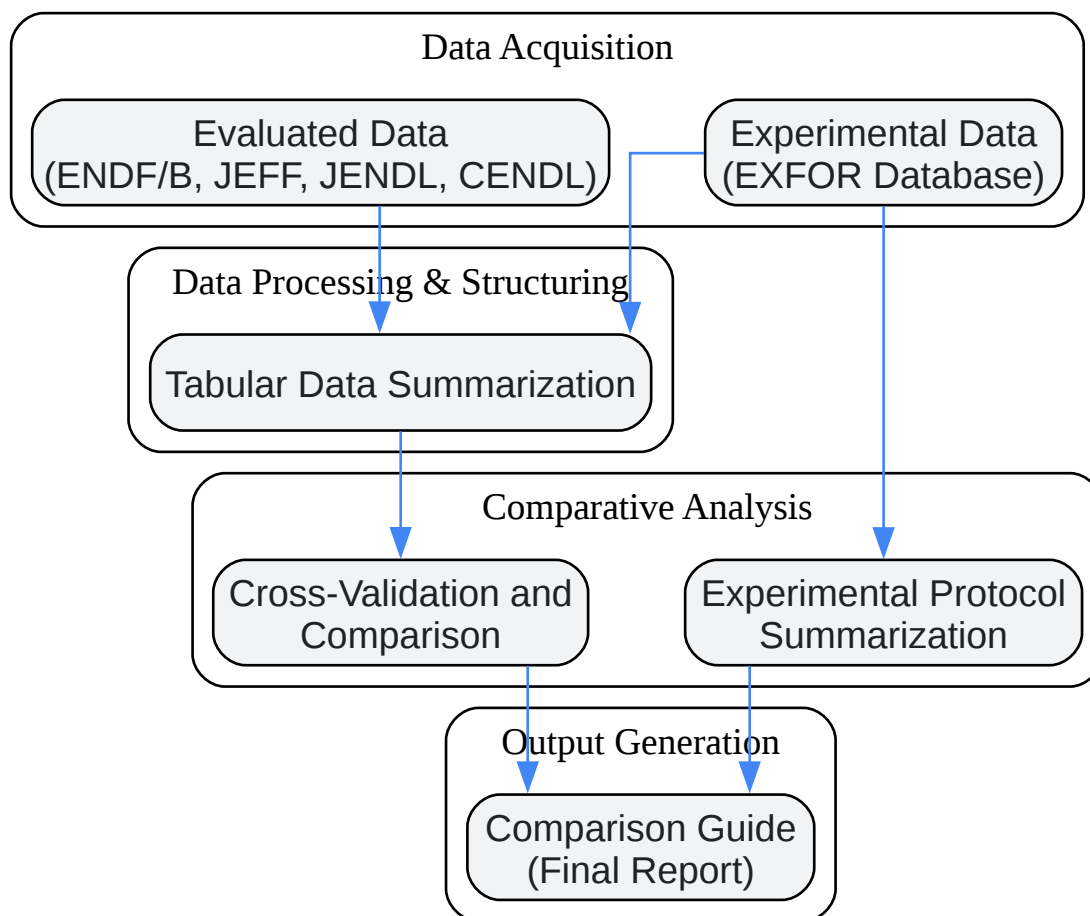 Data Acquisition
Evaluated Data
(ENDF/B, JEFF, JENDL, CENDL)
Experimental Data
(EXFOR Database)
Data Processing & Structuring
Tabular Data Summarization
Comparative Analysis
Cross-Validation and
Comparison
Experimental Protocol
Summarization
Output Generation
Comparison Guide
(Final Report)